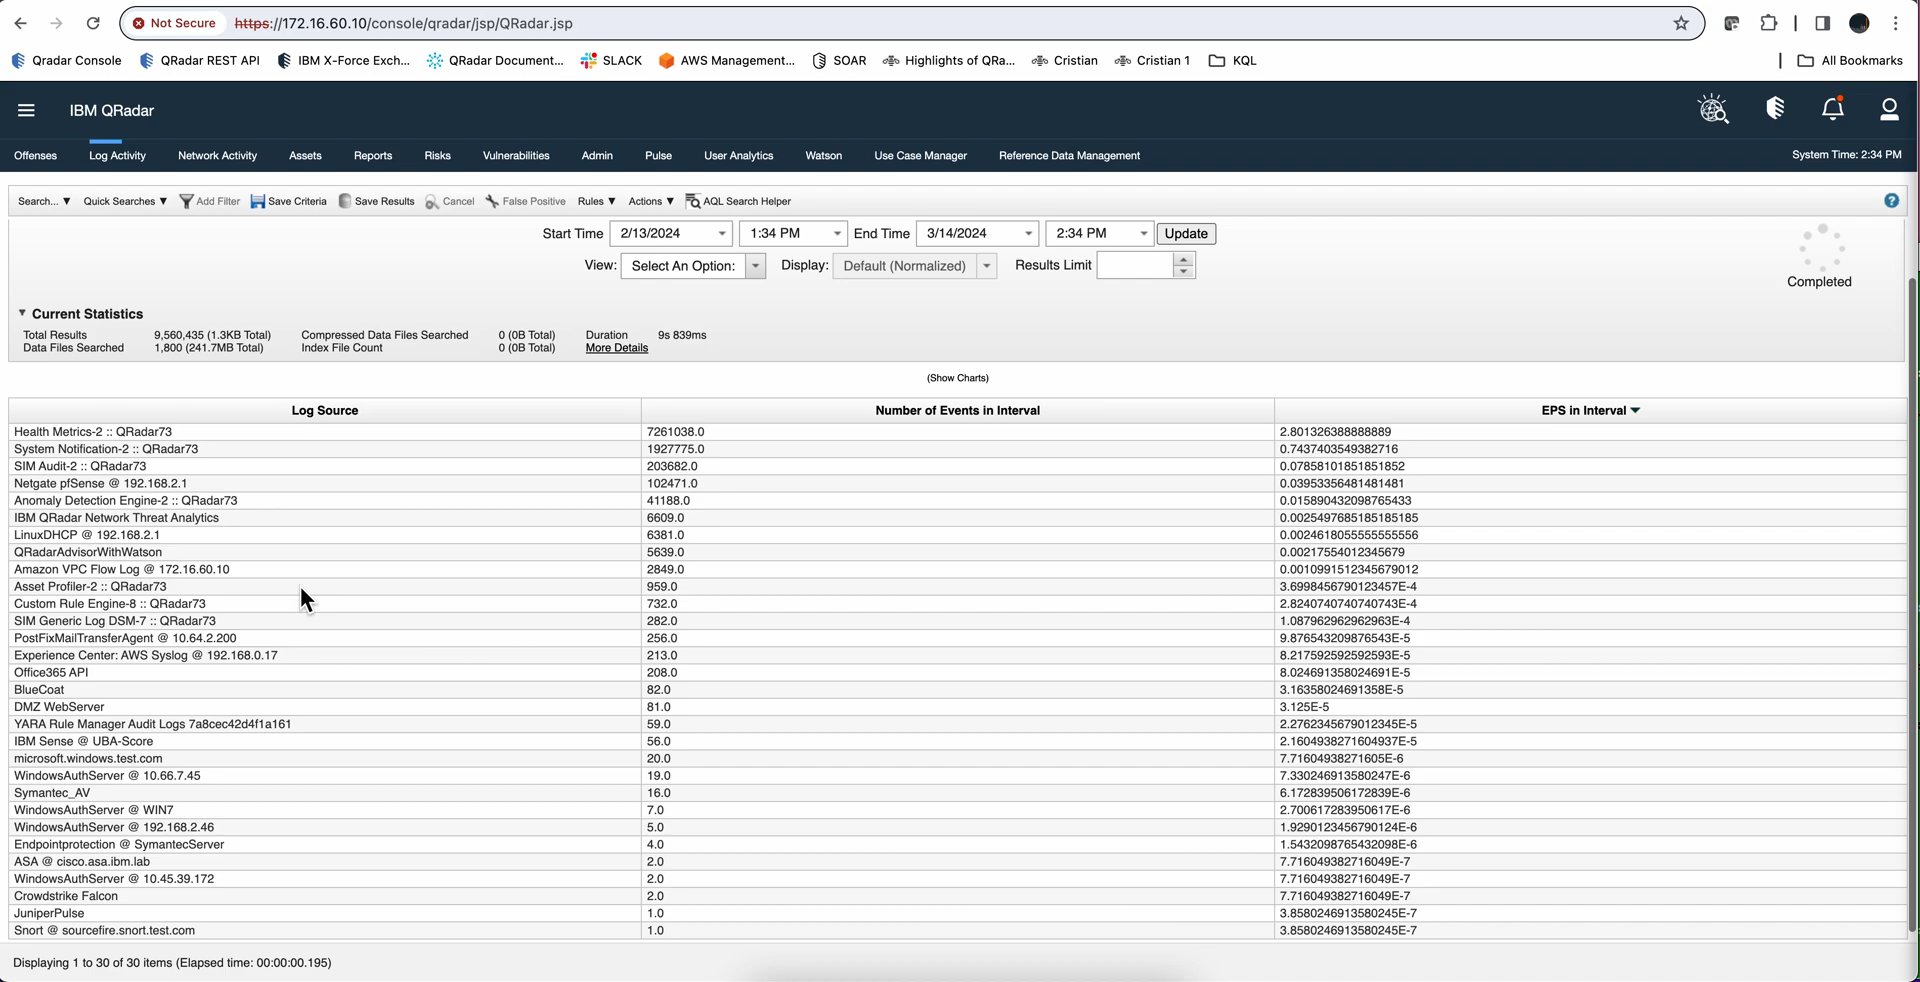 Not Secure https://172.16.60.10/console/qradar/jsp/QRadar.jsp
Qradar Console QRadar REST API IBM X-Force Exch... QRadar Document... SLACK AWS Management... SOAR Highlights of QRa... Cristian Cristian 1 KQL All Bookmarks
IBM QRadar
Offenses Log Activity Network Activity Assets Reports Risks Vulnerabilities Admin Pulse User Analytics Watson Use Case Manager Reference Data Management System Time: 2:34 PM
Search... ▼ Quick Searches ▼ Add Filter Save Criteria Save Results Cancel False Positive Rules ▼ Actions ▼ AQL Search Helper ?
Start Time 2/13/2024 1:34 PM End Time 3/14/2024 2:34 PM Update
View: Select An Option: Display: Default (Normalized) Results Limit
Completed
▼ Current Statistics
Total Results 9,560,435 (1.3KB Total) Compressed Data Files Searched 0 (0B Total) Duration 9s 839ms
Data Files Searched 1,800 (241.7MB Total) Index File Count 0 (0B Total) More Details
(Show Charts)
Log Source Number of Events in Interval EPS in Interval ▼
Health Metrics-2 :: QRadar73 7261038.0 2.801326388888889
System Notification-2 :: QRadar73 1927775.0 0.7437403549382716
SIM Audit-2 :: QRadar73 203682.0 0.07858101851851852
Netgate pfSense @ 192.168.2.1 102471.0 0.03953356481481481
Anomaly Detection Engine-2 :: QRadar73 41188.0 0.015890432098765433
IBM QRadar Network Threat Analytics 6609.0 0.0025497685185185185
LinuxDHCP @ 192.168.2.1 6381.0 0.0024618055555555556
QRadarAdvisorWithWatson 5639.0 0.00217554012345679
Amazon VPC Flow Log @ 172.16.60.10 2849.0 0.0010991512345679012
Asset Profiler-2 :: QRadar73 959.0 3.6998456790123457E-4
Custom Rule Engine-8 :: QRadar73 732.0 2.8240740740740743E-4
SIM Generic Log DSM-7 :: QRadar73 282.0 1.087962962962963E-4
PostFixMailTransferAgent @ 10.64.2.200 256.0 9.876543209876543E-5
Experience Center: AWS Syslog @ 192.168.0.17 213.0 8.217592592592593E-5
Office365 API 208.0 8.024691358024691E-5
BlueCoat 82.0 3.16358024691358E-5
DMZ WebServer 81.0 3.125E-5
YARA Rule Manager Audit Logs 7a8cec42d4f1a161 59.0 2.2762345679012345E-5
IBM Sense @ UBA-Score 56.0 2.1604938271604937E-5
microsoft.windows.test.com 20.0 7.71604938271605E-6
WindowsAuthServer @ 10.66.7.45 19.0 7.330246913580247E-6
Symantec_AV 16.0 6.172839506172839E-6
WindowsAuthServer @ WIN7 7.0 2.700617283950617E-6
WindowsAuthServer @ 192.168.2.46 5.0 1.9290123456790124E-6
Endpointprotection @ SymantecServer 4.0 1.5432098765432098E-6
ASA @ cisco.asa.ibm.lab 2.0 7.716049382716049E-7
WindowsAuthServer @ 10.45.39.172 2.0 7.716049382716049E-7
Crowdstrike Falcon 2.0 7.716049382716049E-7
JuniperPulse 1.0 3.8580246913580245E-7
Snort @ sourcefire.snort.test.com 1.0 3.8580246913580245E-7
Displaying 1 to 30 of 30 items (Elapsed time: 00:00:00.195)